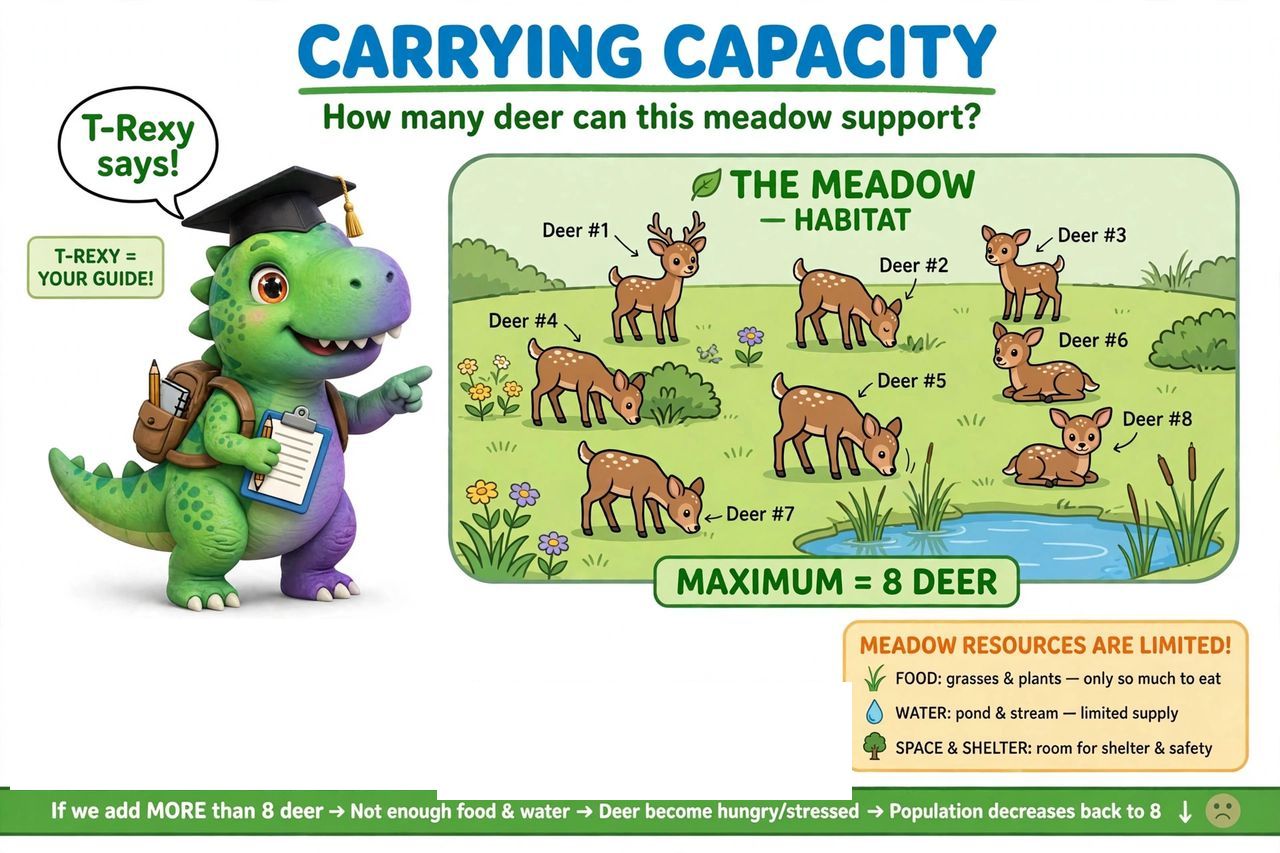 CARRYING CAPACITY
How many deer can this meadow support?
T-Rexy
says!
T-REXY =
YOUR GUIDE!
THE MEADOW
— HABITAT
Deer #1
Deer #2
Deer #3
Deer #4
Deer #5
Deer #6
Deer #7
Deer #8
MAXIMUM = 8 DEER
MEADOW RESOURCES ARE LIMITED!
FOOD: grasses & plants — only so much to eat
WATER: pond & stream — limited supply
SPACE & SHELTER: room for shelter & safety
If we add MORE than 8 deer → Not enough food & water → Deer become hungry/stressed → Population decreases back to 8 ↓